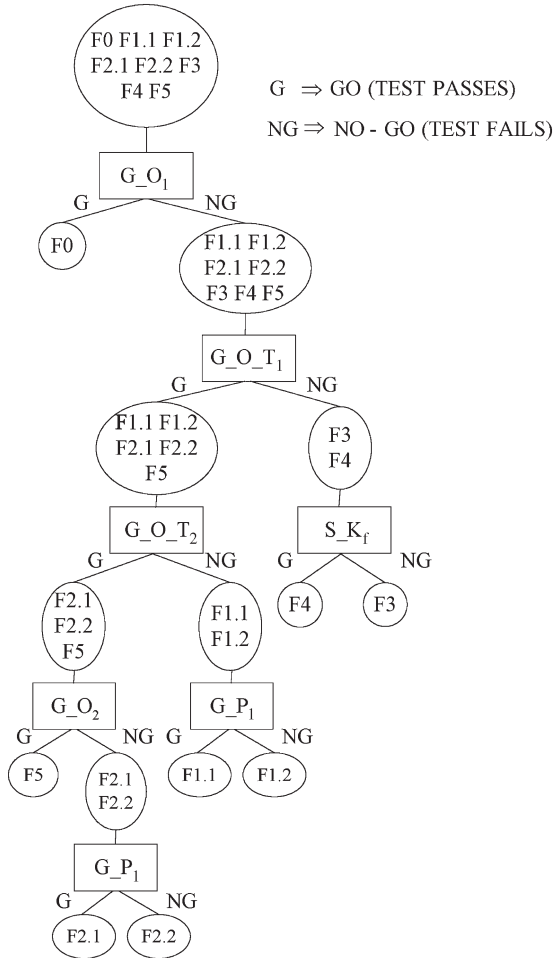 F0 F1.1 F1.2
F2.1 F2.2 F3
F4 F5
G ⇒ GO (TEST PASSES)
NG ⇒ NO - GO (TEST FAILS)
G_O₁
G
NG
F0
F1.1 F1.2
F2.1 F2.2
F3 F4 F5
G_O_T₁
G
NG
F1.1 F1.2
F2.1 F2.2
F5
F3
F4
G_O_T₂
S_K_f
G
NG
G
NG
F2.1
F2.2
F5
F1.1
F1.2
F4
F3
G_O₂
G_P₁
G
NG
G
NG
F5
F2.1
F2.2
F1.1
F1.2
G_P₁
G
NG
F2.1
F2.2